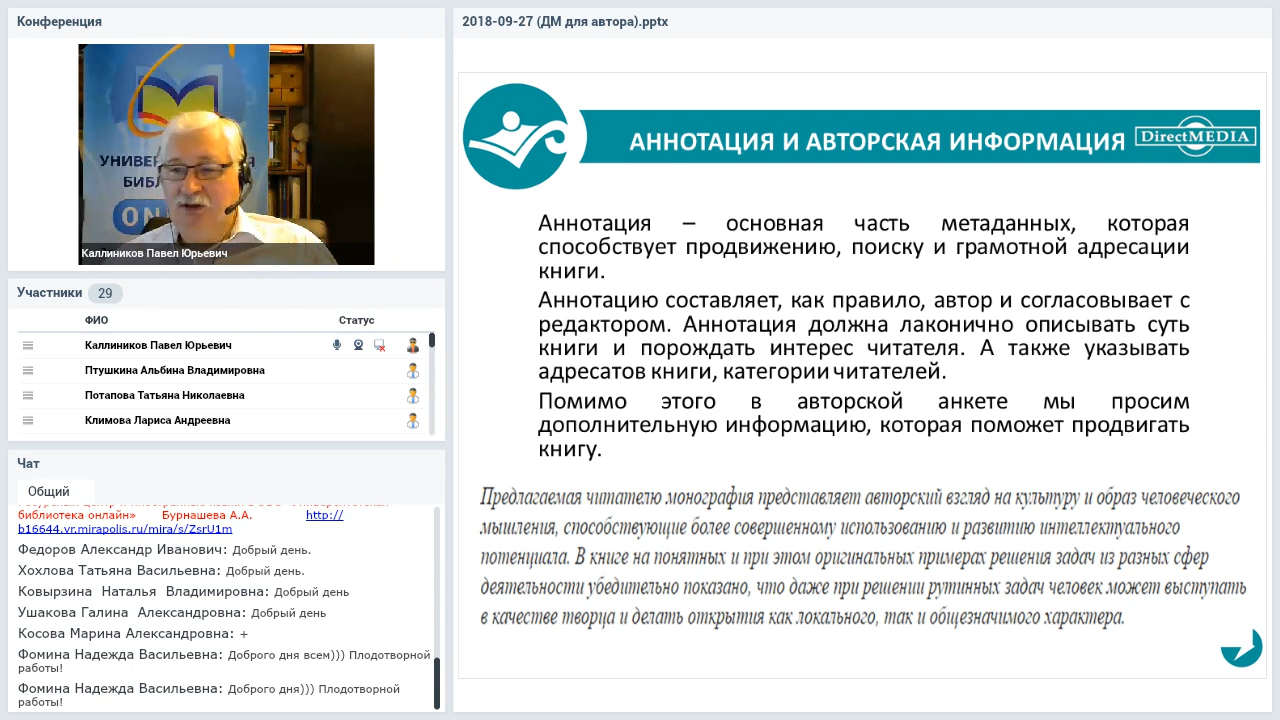 Конференция
УНИВЕ
БИБЛ
Каллиников Павел Юрьевич
Участники 29
ФИО Статус
Каллиников Павел Юрьевич
Птушкина Альбина Владимировна
Потапова Татьяна Николаевна
Климова Лариса Андреевна
Чат
Общий
библиотека онлайн» Бурнашева А.А. http://
b16644.vr.mirapolis.ru/mira/s/ZsrU1m
Федоров Александр Иванович: Добрый день.
Хохлова Татьяна Васильевна: Добрый день.
Ковырзина Наталья Владимировна: Добрый день
Ушакова Галина Александровна: Добрый день
Косова Марина Александровна: +
Фомина Надежда Васильевна: Доброго дня всем))) Плодотворной
работы!
Фомина Надежда Васильевна: Доброго дня))) Плодотворной
работы!
2018-09-27 (ДМ для автора).pptx
АННОТАЦИЯ И АВТОРСКАЯ ИНФОРМАЦИЯ
DirectMEDIA
Аннотация – основная часть метаданных, которая
способствует продвижению, поиску и грамотной адресации
книги.
Аннотацию составляет, как правило, автор и согласовывает с
редактором. Аннотация должна лаконично описывать суть
книги и порождать интерес читателя. А также указывать
адресатов книги, категории читателей.
Помимо этого в авторской анкете мы просим
дополнительную информацию, которая поможет продвигать
книгу.
Предлагаемая читателю монография представляет авторский взгляд на культуру и образ человеческого
мышления, способствующие более совершенному использованию и развитию интеллектуального
потенциала. В книге на понятных и при этом оригинальных примерах решения задач из разных сфер
деятельности убедительно показано, что даже при решении рутинных задач человек может выступать
в качестве творца и делать открытия как локального, так и общезначимого характера.